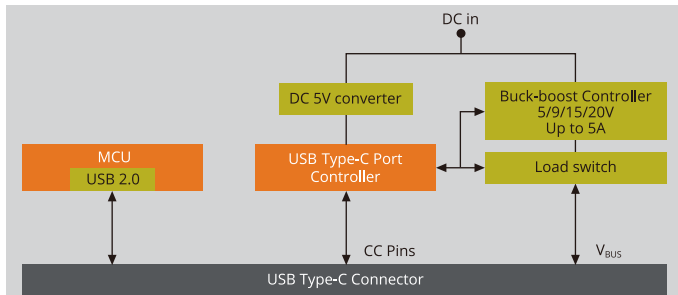 DC in
DC 5V converter
Buck-boost Controller
5/9/15/20V
Up to 5A
MCU
USB 2.0
USB Type-C Port
Controller
Load switch
CC Pins
VBUS
USB Type-C Connector